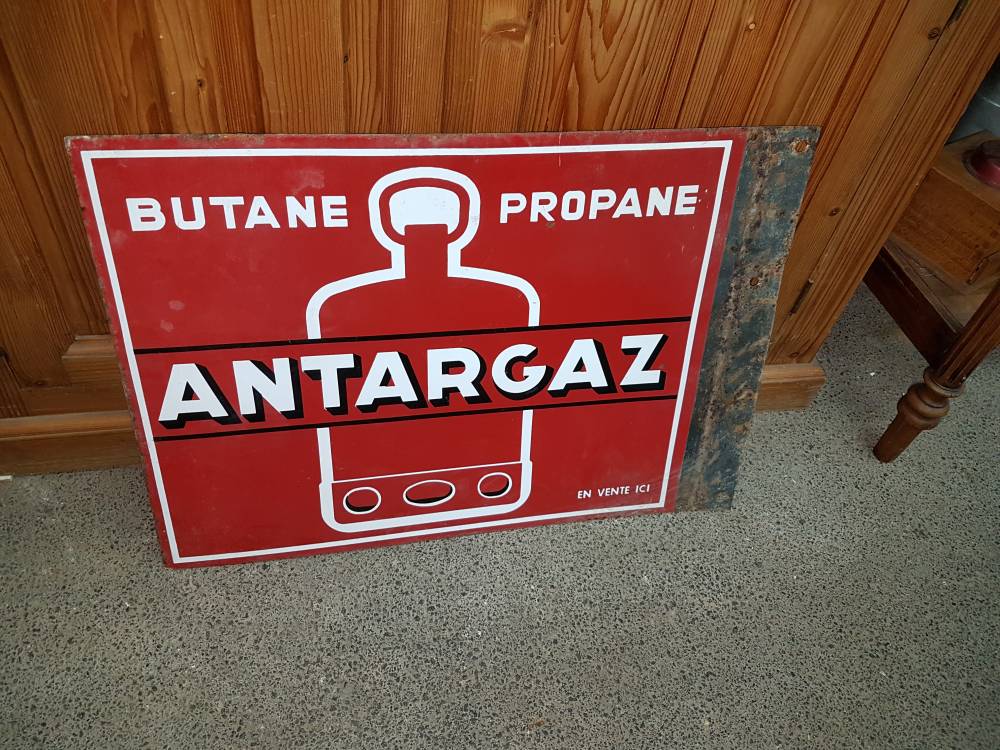 BUTANE PROPANE
ANTARGAZ
EN VENTE ICI